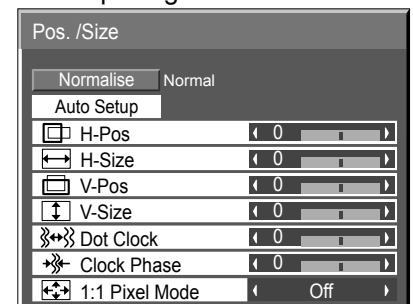 Pos. /Size
Normalise Normal
Auto Setup
H-Pos 0
H-Size 0
V-Pos 0
V-Size 0
Dot Clock 0
Clock Phase 0
1:1 Pixel Mode Off